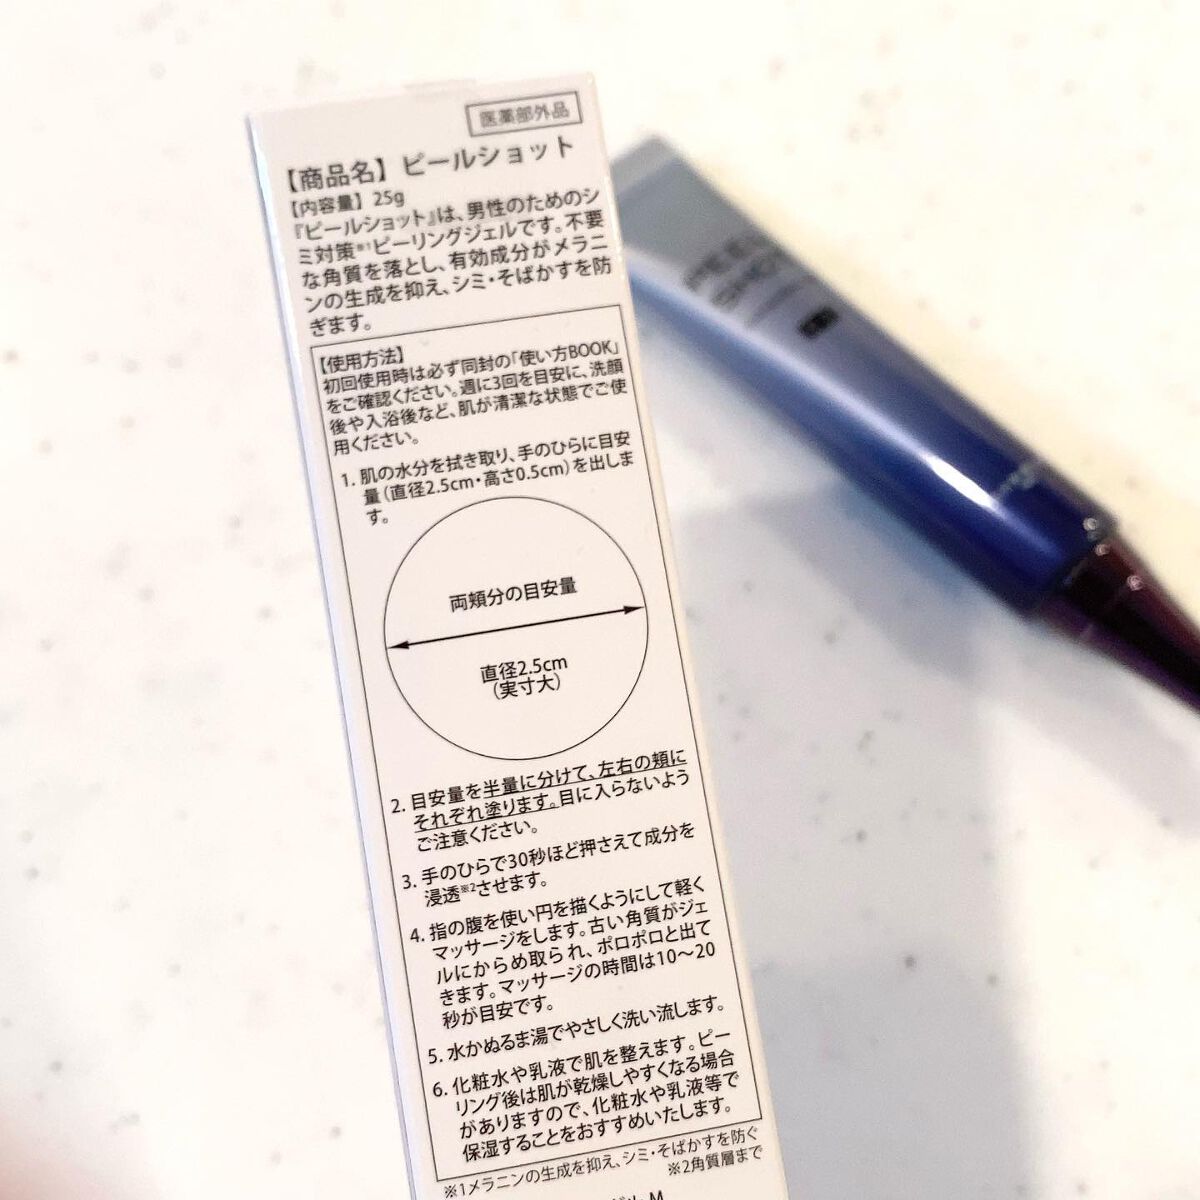 医薬部外品
【商品名】ピールショット
【内容量】25g
『ピールショット』は、男性のためのシ
ミ対策※1ピーリングジェルです。不要
な角質を落とし、有効成分がメラニ
ンの生成を抑え、シミ・そばかすを防
ぎます。
【使用方法】
初回使用時は必ず同封の「使い方BOOK」
をご確認ください。週に3回を目安に、洗顔
後や入浴後など、肌が清潔な状態でご使
用ください。
1. 肌の水分を拭き取り、手のひらに目安
量（直径2.5cm・高さ0.5cm）を出しま
す。
両頬分の目安量
直径2.5cm
（実寸大）
2. 目安量を半量に分けて、左右の頬に
それぞれ塗ります。目に入らないよう
ご注意ください。
3. 手のひらで30秒ほど押さえて成分を
浸透※2させます。
4. 指の腹を使い円を描くようにして軽く
マッサージをします。古い角質がジェ
ルにからめ取られ、ポロポロと出て
きます。マッサージの時間は10〜20
秒が目安です。
5. 水かぬるま湯でやさしく洗い流します。
6. 化粧水や乳液で肌を整えます。ピー
リング後は肌が乾燥しやすくなる場合
がありますので、化粧水や乳液等で
保湿することをおすすめいたします。
※1メラニンの生成を抑え、シミ・そばかすを防ぐ
※2角質層まで